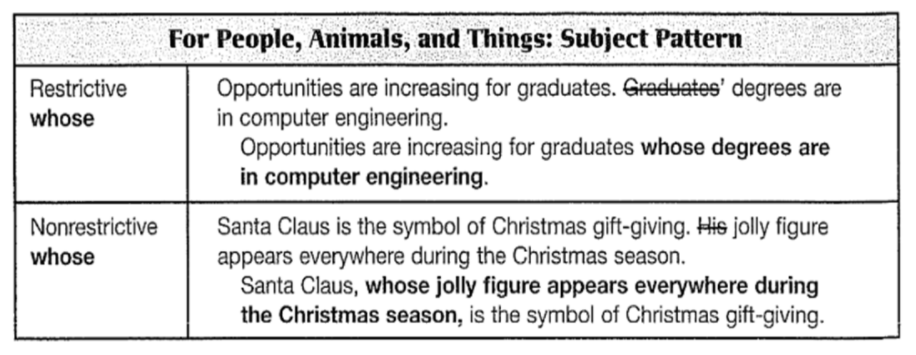 For People, Animals, and Things: Subject Pattern
Restrictive
whose
Opportunities are increasing for graduates. Graduates' degrees are
in computer engineering.
Opportunities are increasing for graduates whose degrees are
in computer engineering.
Nonrestrictive
whose
Santa Claus is the symbol of Christmas gift-giving. His jolly figure
appears everywhere during the Christmas season.
Santa Claus, whose jolly figure appears everywhere during
the Christmas season, is the symbol of Christmas gift-giving.